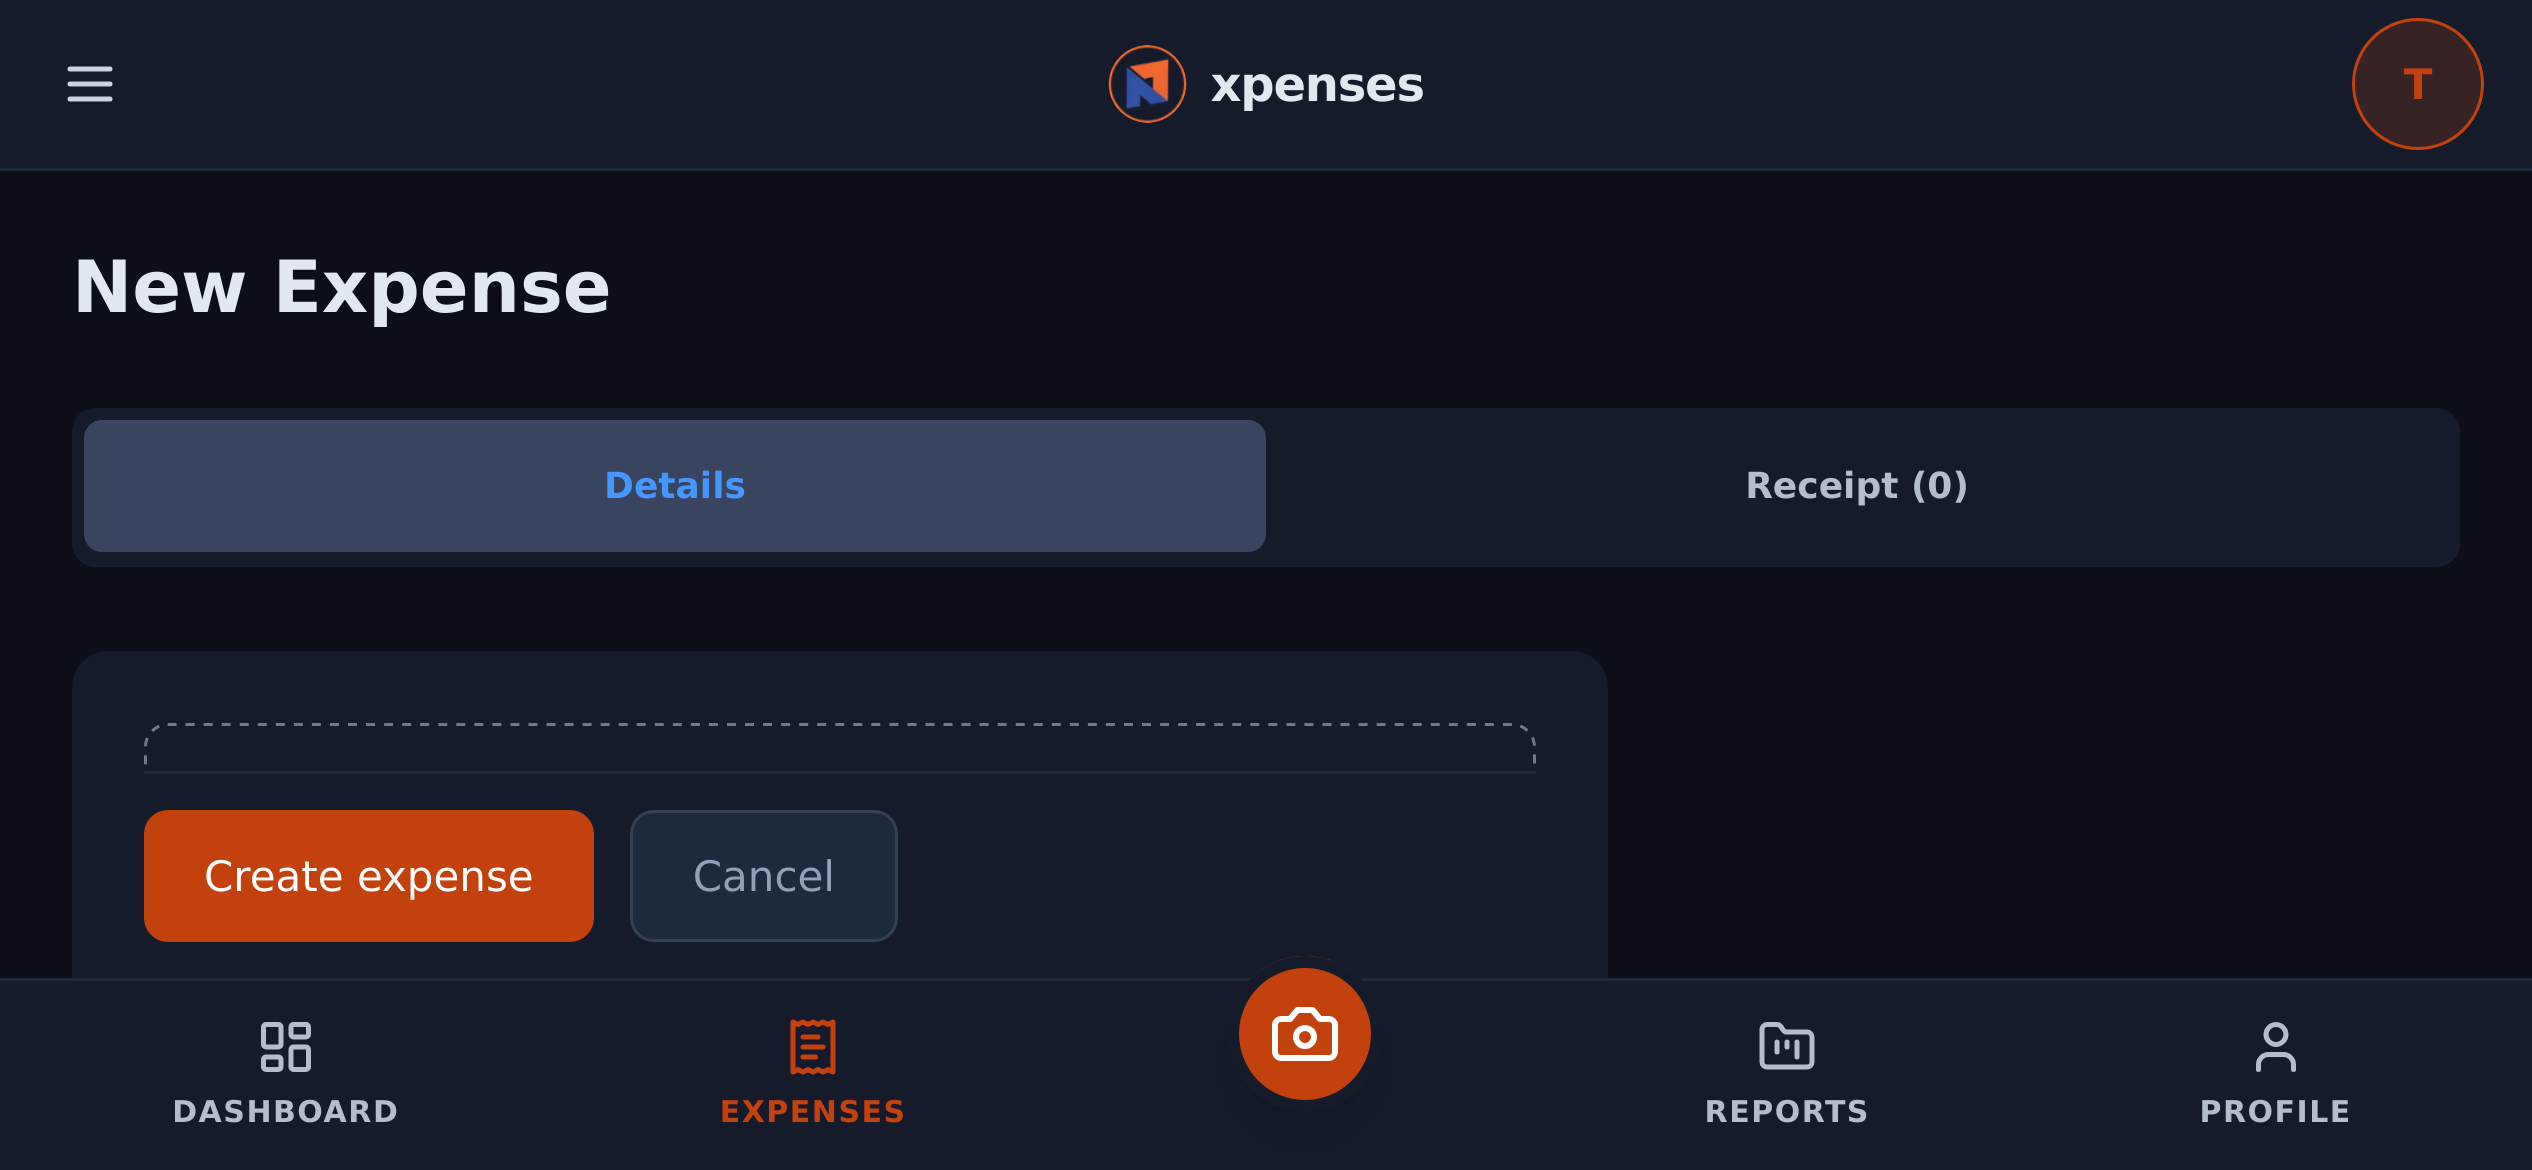 xpenses
T
New Expense
Details
Receipt (0)
Create expense
Cancel
DASHBOARD
EXPENSES
REPORTS
PROFILE